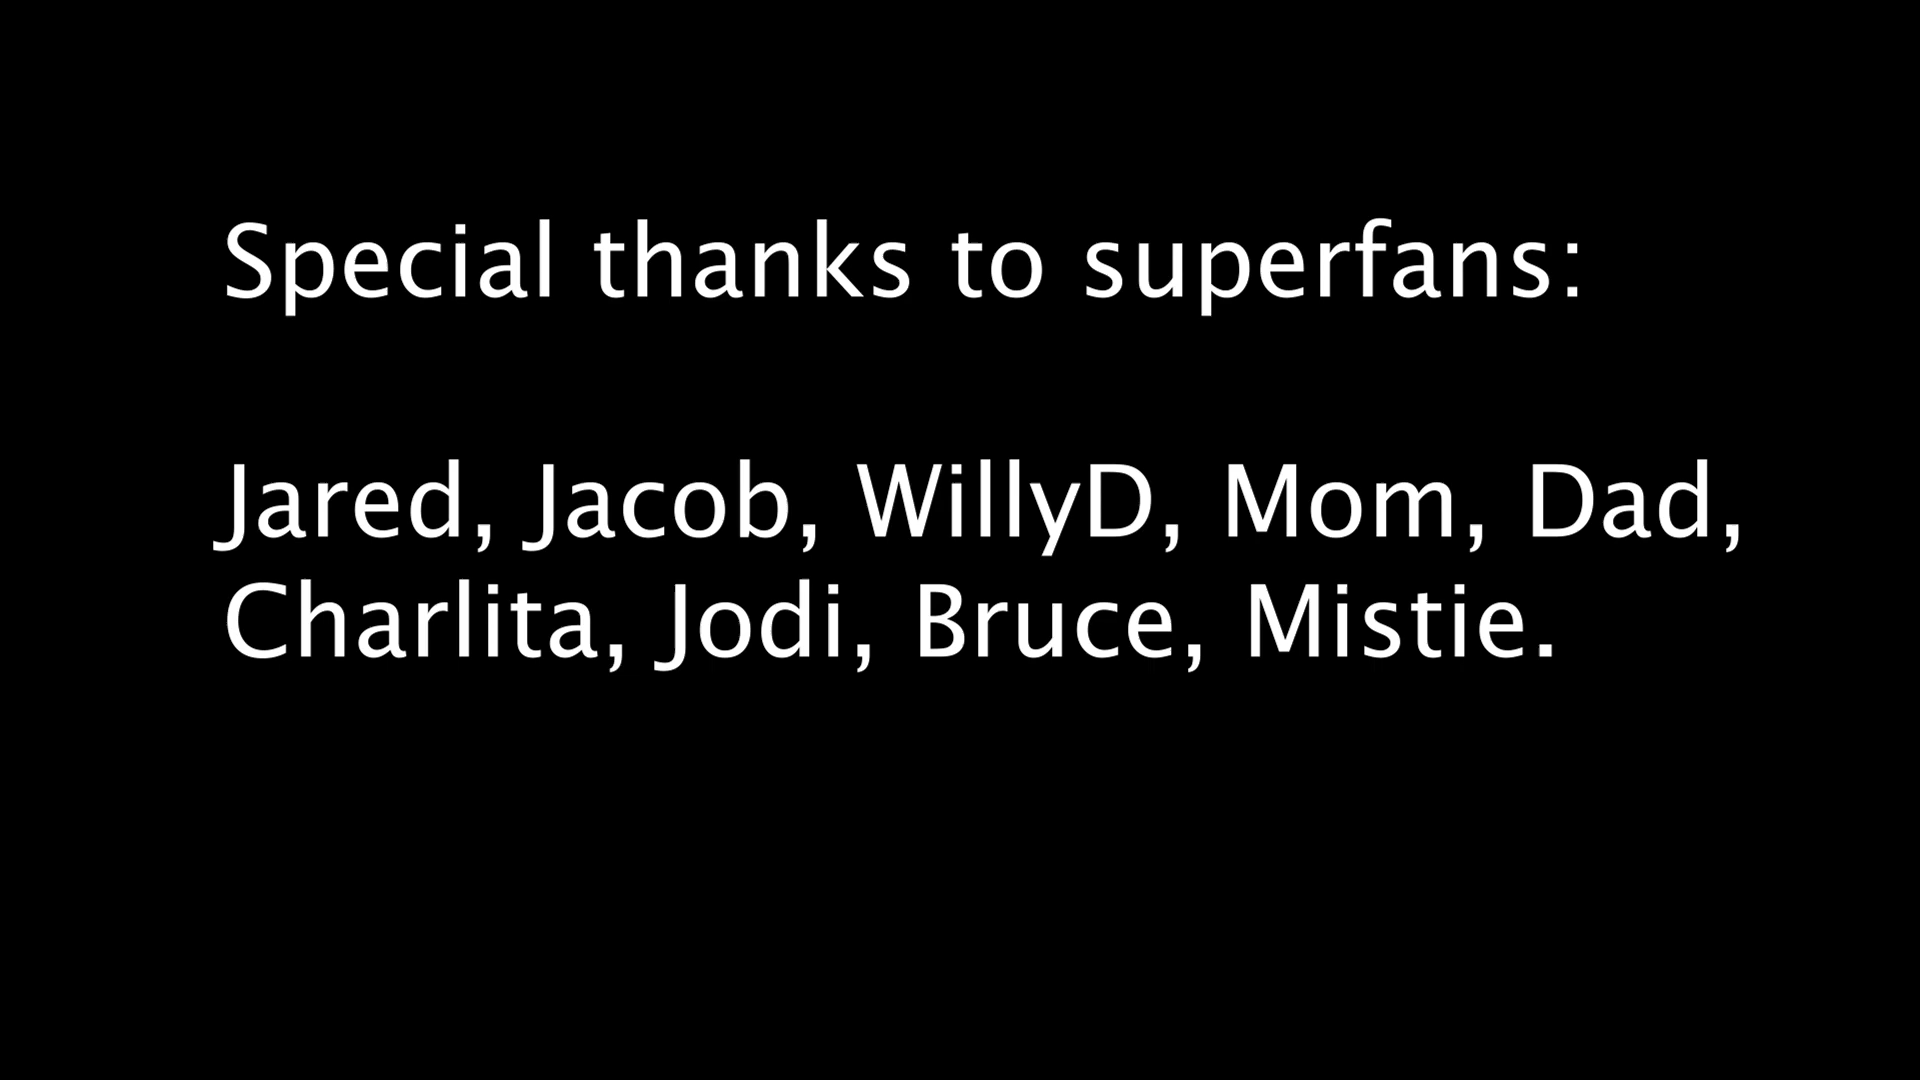 Special thanks to superfans:
Jared, Jacob, WillyD, Mom, Dad,
Charlita, Jodi, Bruce, Mistie.